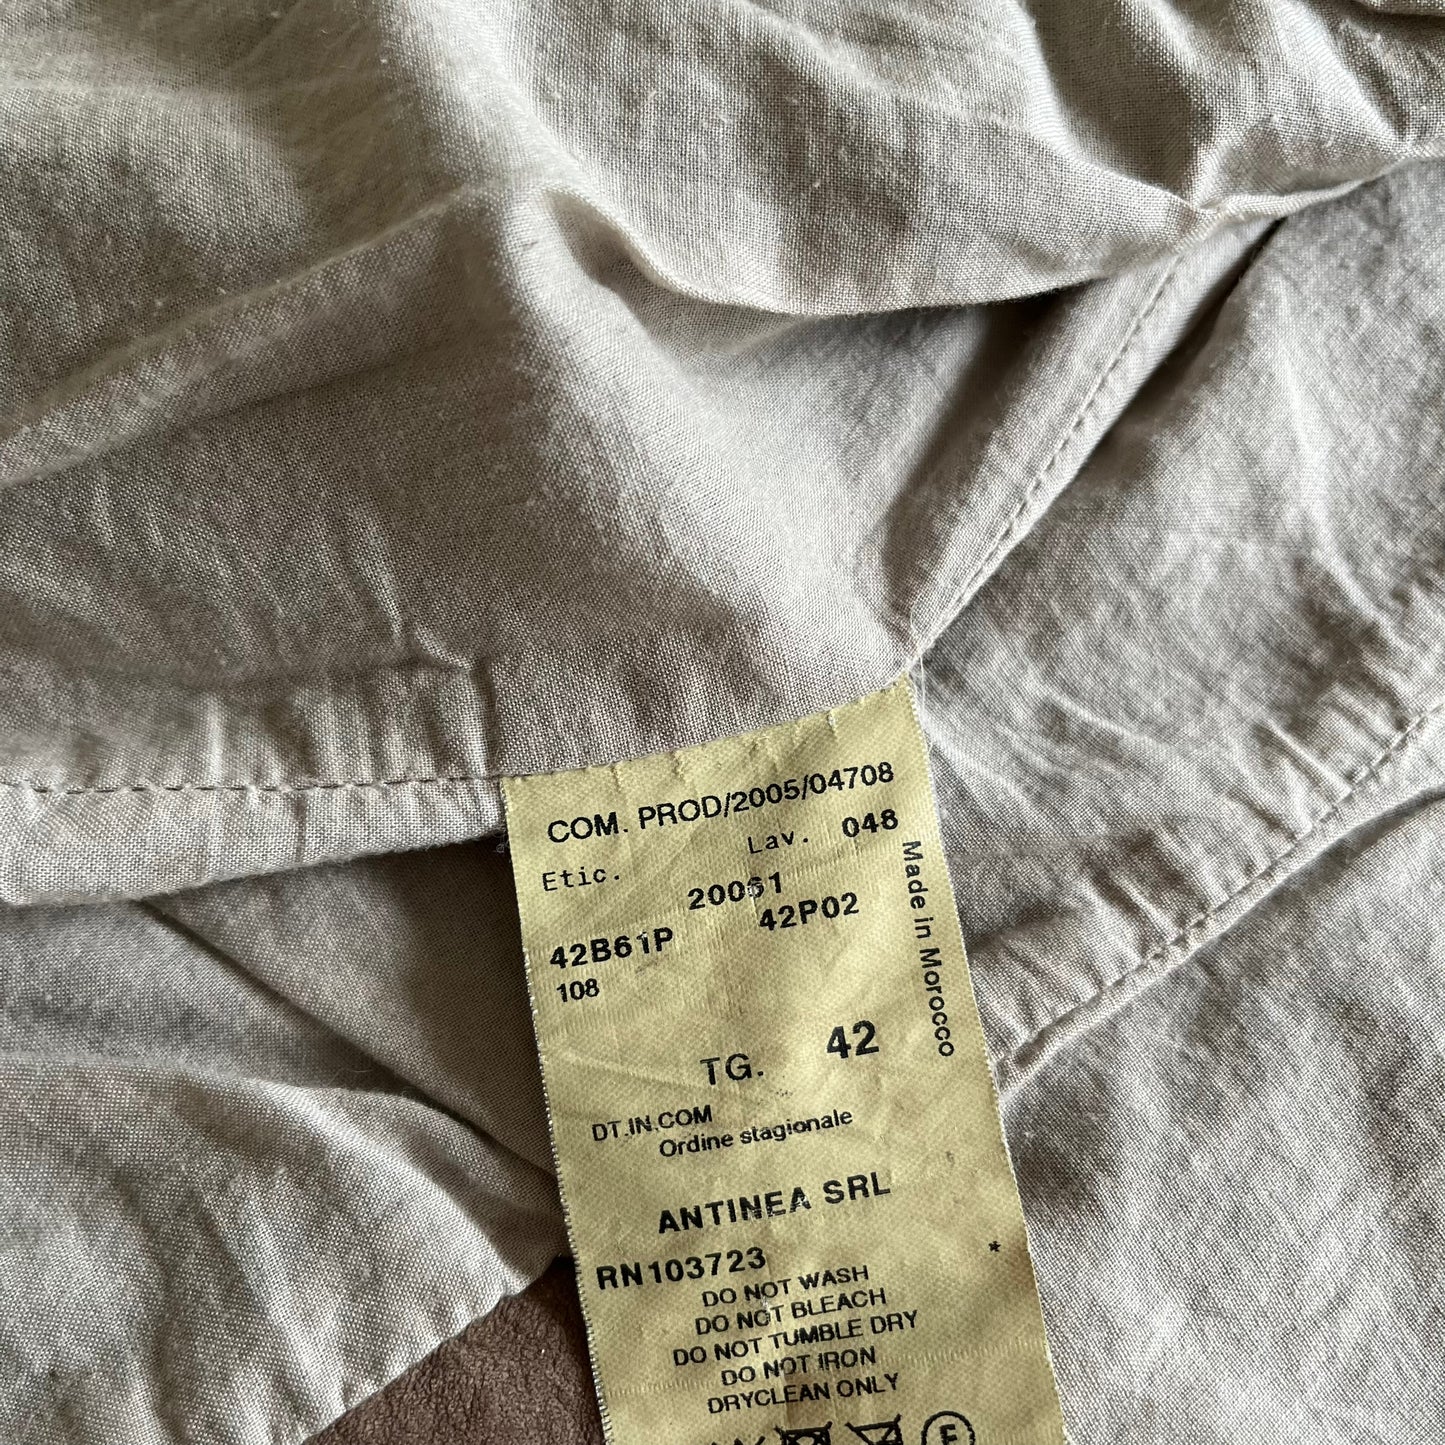 COM. PROD/2005/04708
Lav. 048
Etic.
20061
42B61P 42P02
108
Made in Morocco
TG. 42
DT.IN.COM
Ordine stagionale
ANTINEA SRL
RN103723 *
DO NOT WASH
DO NOT BLEACH
DO NOT TUMBLE DRY
DO NOT IRON
DRYCLEAN ONLY
F